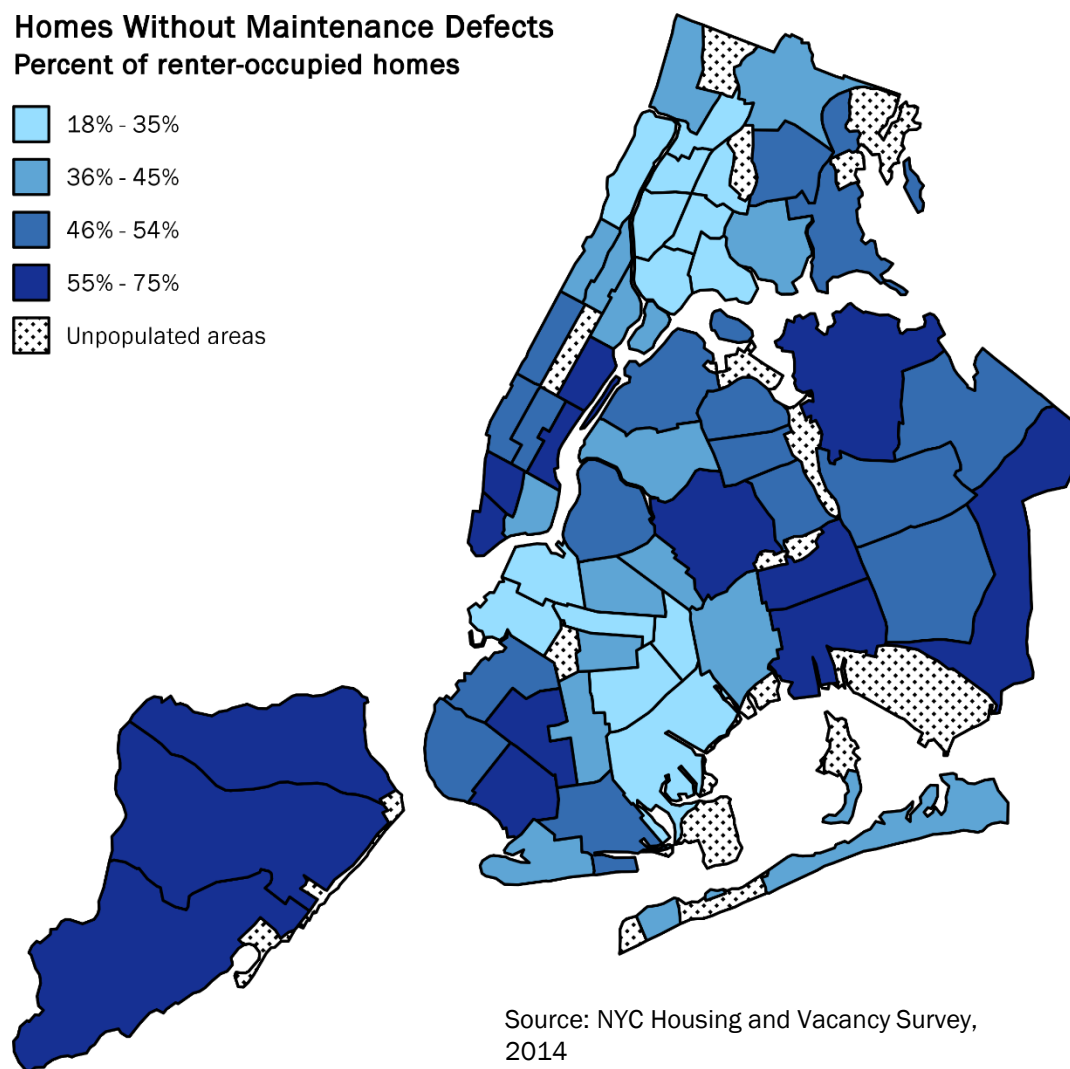 Homes Without Maintenance Defects
Percent of renter-occupied homes
18% - 35%
36% - 45%
46% - 54%
55% - 75%
Unpopulated areas
Source: NYC Housing and Vacancy Survey,
2014